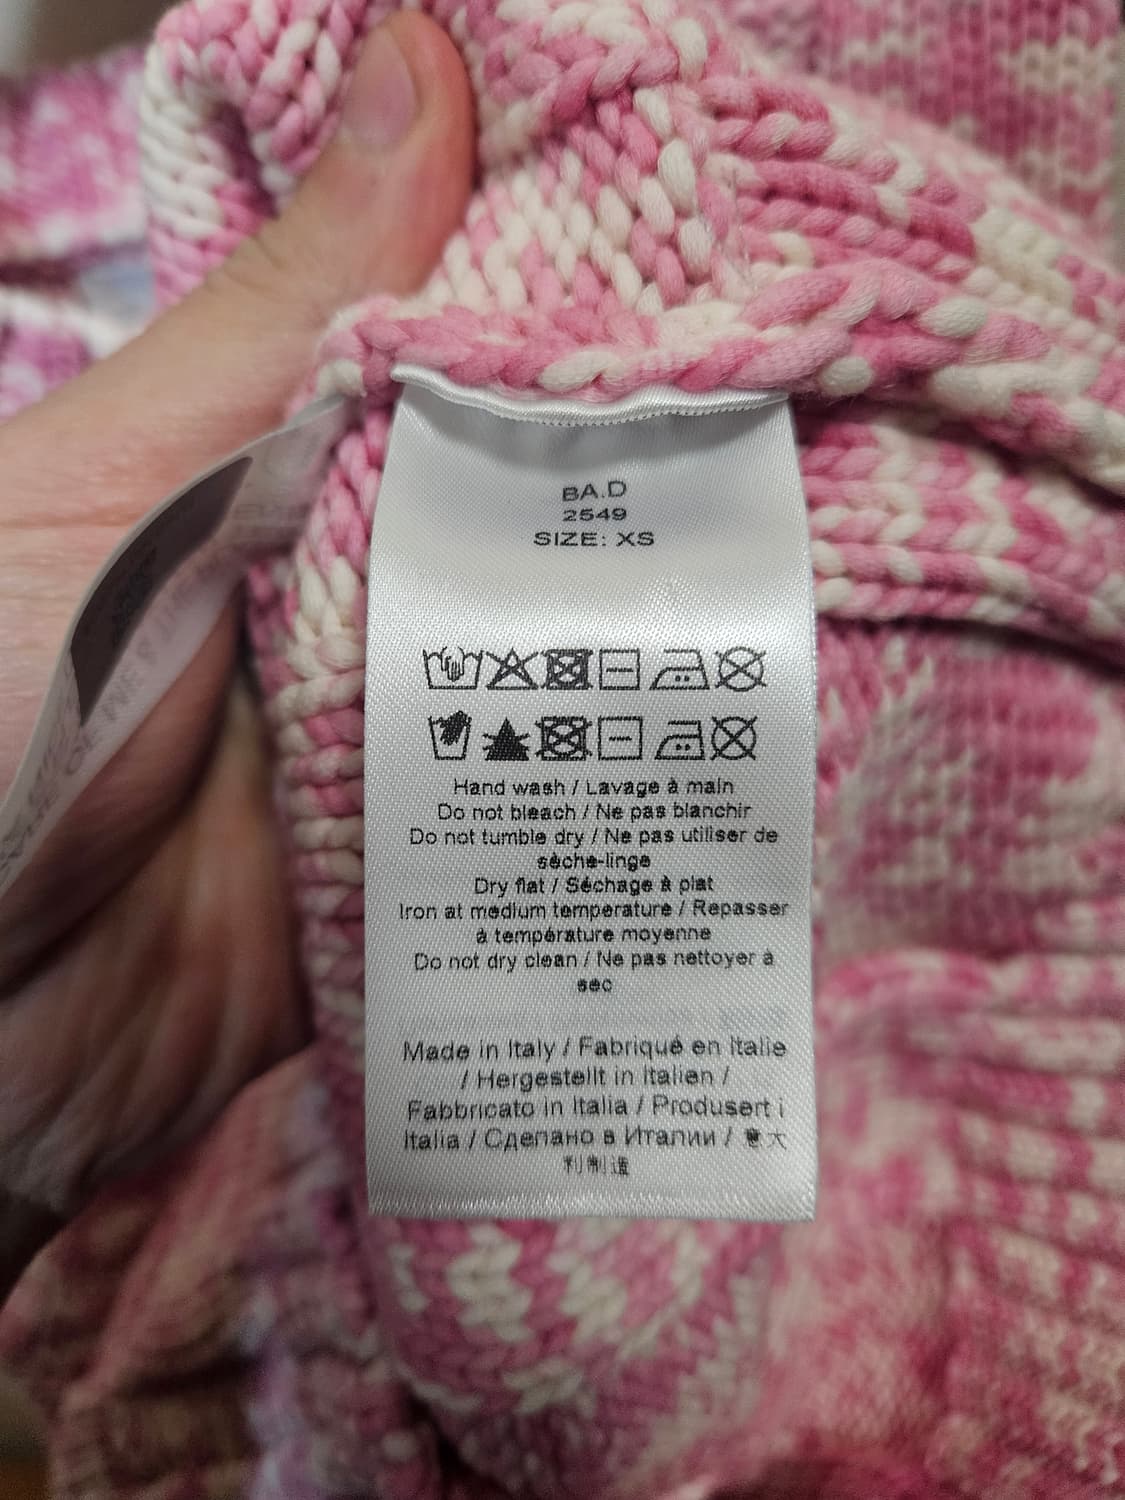 BA.D
2549
SIZE: XS
Hand wash / Lavage à main
Do not bleach / Ne pas blanchir
Do not tumble dry / Ne pas utiliser de
sèche-linge
Dry flat / Séchage à plat
Iron at medium temperature / Repasser
à température moyenne
Do not dry clean / Ne pas nettoyer à
sec
Made in Italy / Fabriqué en Italie
/ Hergestellt in Italien /
Fabbricato in Italia / Produsert i
Italia / Сделано в Италии / 意大
利制造